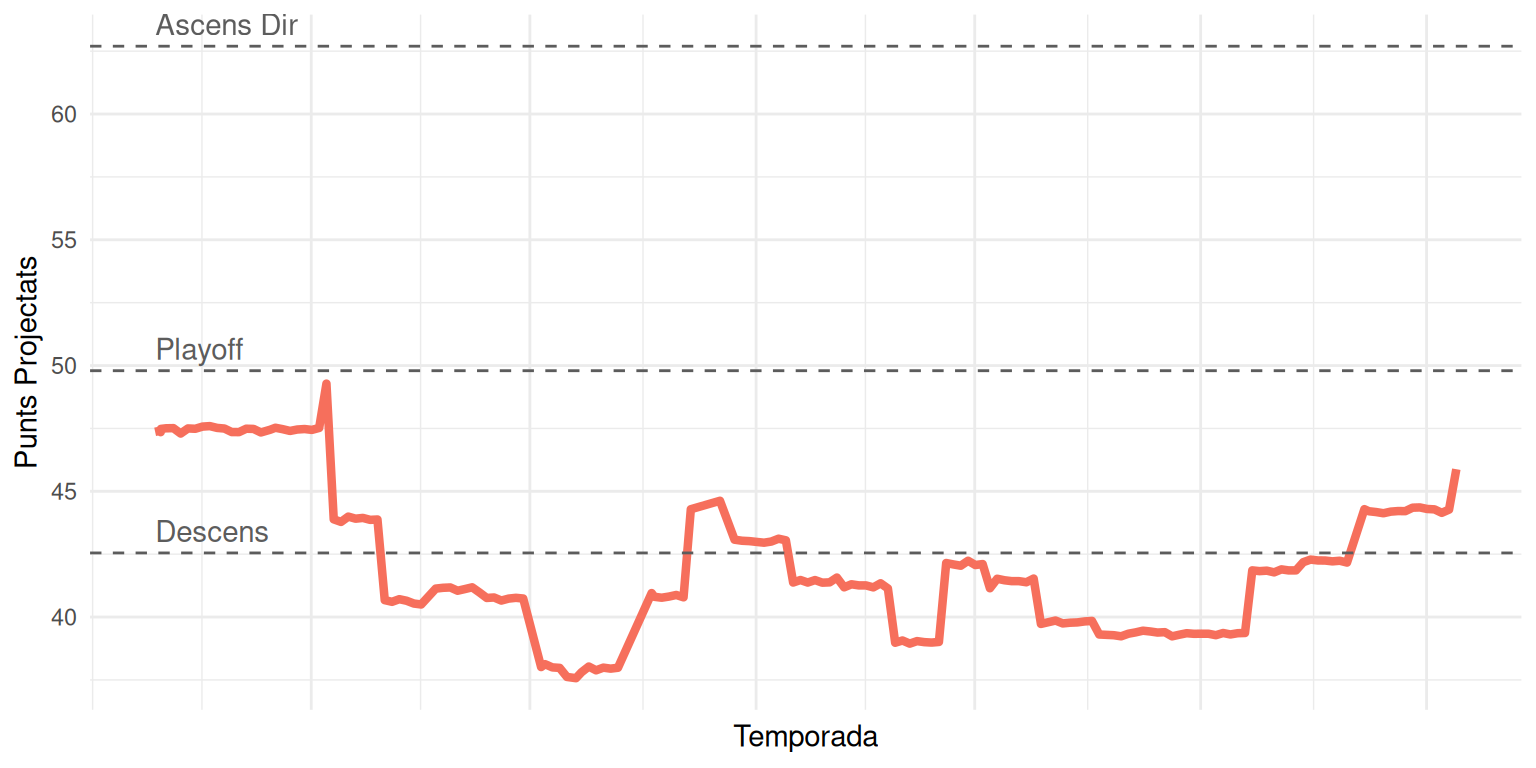 Ascens Dir
60
55
Playoff
50
45
Descens
40
Punts Projectats
Temporada